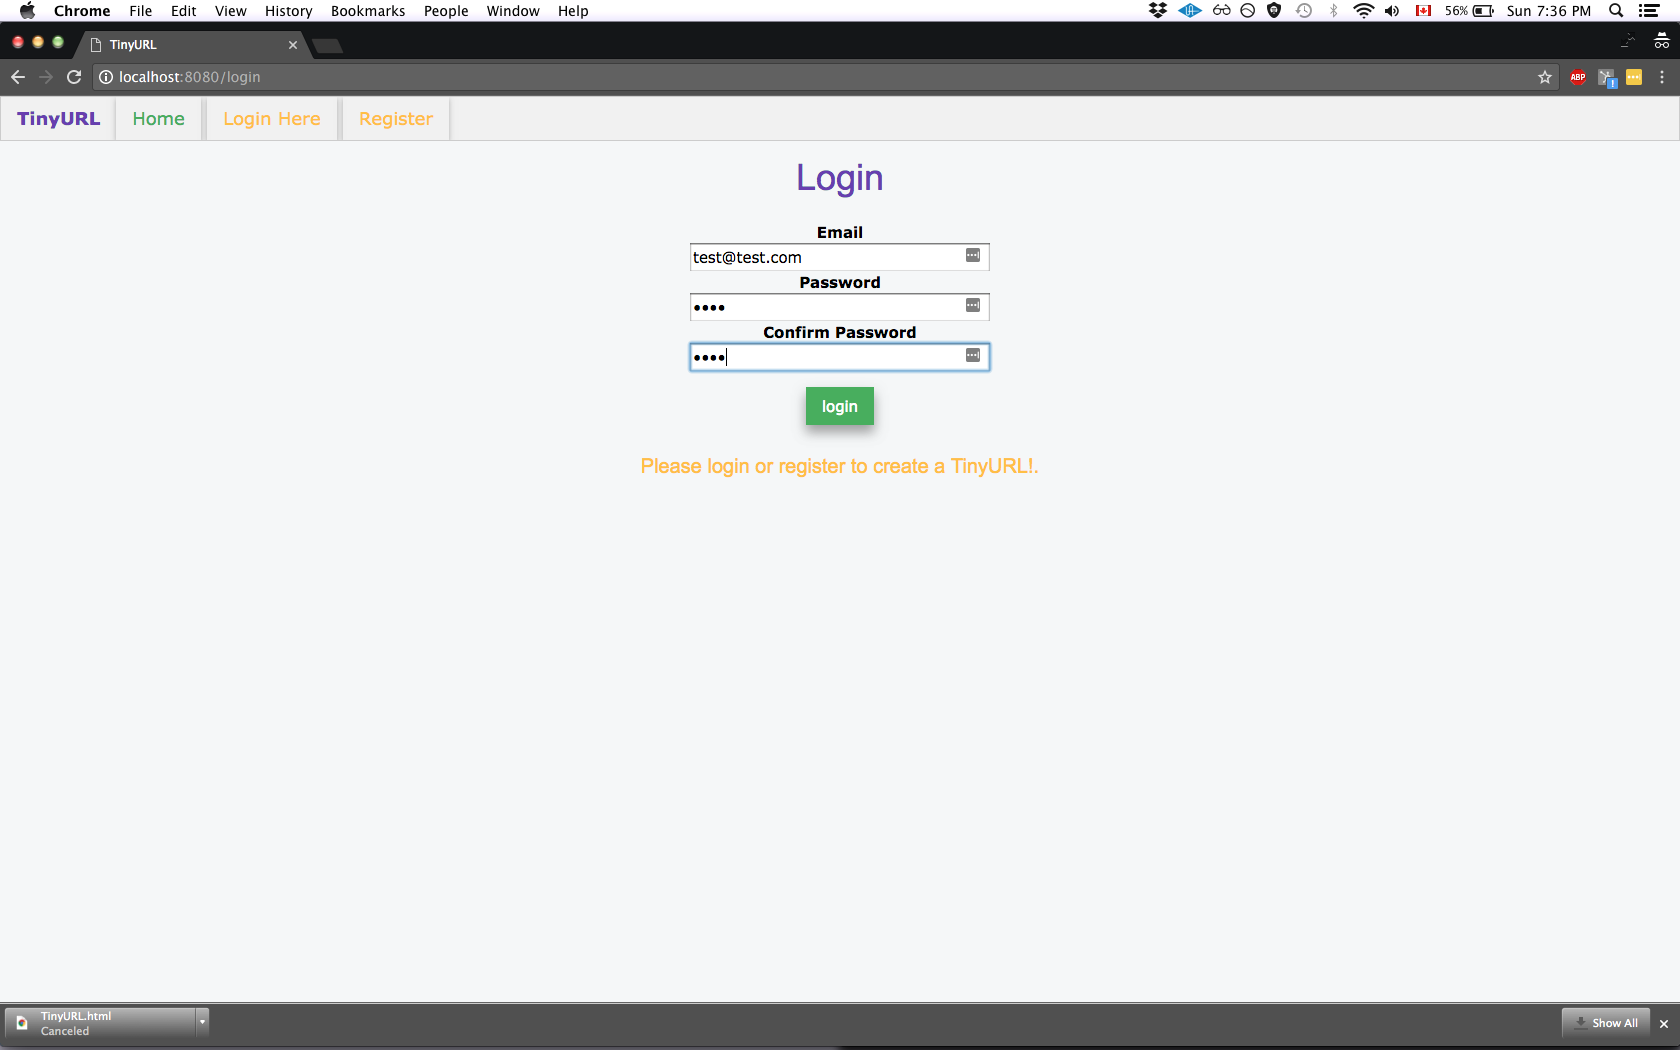 Chrome File Edit View History Bookmarks People Window Help 56% Sun 7:36 PM
TinyURL
localhost:8080/login ABP
TinyURL Home Login Here Register
Login
Email
test@test.com
Password
••••
Confirm Password
••••
login
Please login or register to create a TinyURL!.
TinyURL.html
Canceled
Show All